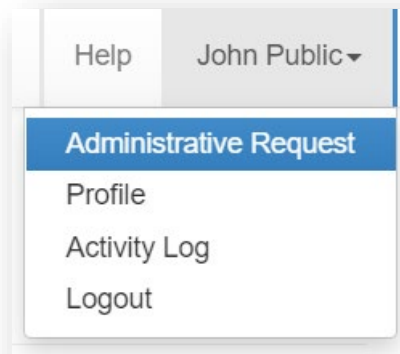 Help John Public
Administrative Request
Profile
Activity Log
Logout